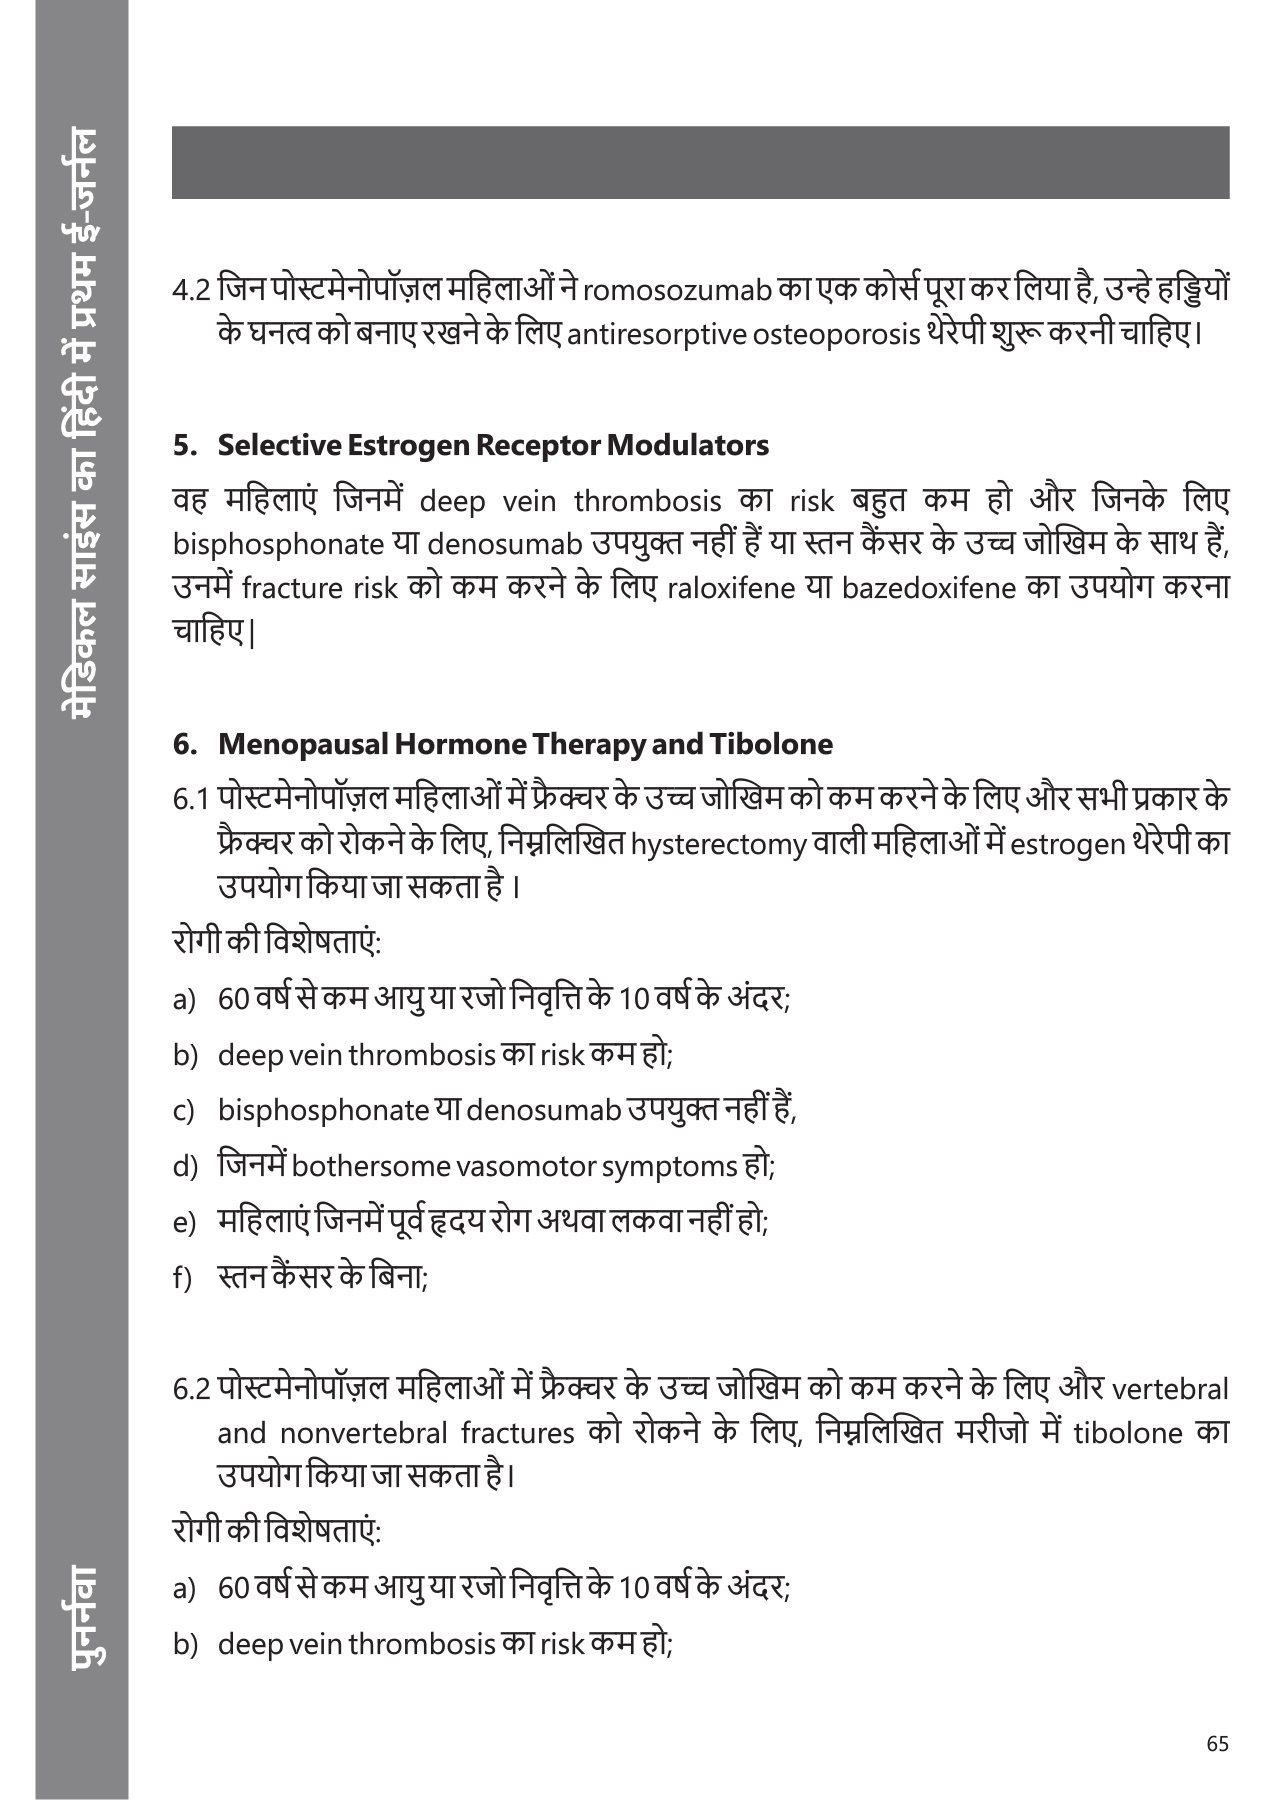 मेडिकल साइंस का हिंदी में प्रथम ई-जर्नल
4.2 जिन पोस्टमेनोपॉज़ल महिलाओं ने romosozumab का एक कोर्स पूरा कर लिया है, उन्हे हड्डियों
के घनत्व को बनाए रखने के लिए antiresorptive osteoporosis थेरेपी शुरू करनी चाहिए।
5. Selective Estrogen Receptor Modulators
वह महिलाएं जिनमें deep vein thrombosis का risk बहुत कम हो और जिनके लिए
bisphosphonate या denosumab उपयुक्त नहीं हैं या स्तन कैंसर के उच्च जोखिम के साथ हैं,
उनमें fracture risk को कम करने के लिए raloxifene या bazedoxifene का उपयोग करना
चाहिए|
6. Menopausal Hormone Therapy and Tibolone
6.1 पोस्टमेनोपॉज़ल महिलाओं में फ्रैक्चर के उच्च जोखिम को कम करने के लिए और सभी प्रकार के
फ्रैक्चर को रोकने के लिए, निम्नलिखित hysterectomy वाली महिलाओं में estrogen थेरेपी का
उपयोग किया जा सकता है ।
रोगी की विशेषताएं:
a) 60 वर्ष से कम आयु या रजो निवृत्ति के 10 वर्ष के अंदर;
b) deep vein thrombosis का risk कम हो;
c) bisphosphonate या denosumab उपयुक्त नहीं हैं,
d) जिनमें bothersome vasomotor symptoms हो;
e) महिलाएं जिनमें पूर्व हृदय रोग अथवा लकवा नहीं हो;
f) स्तन कैंसर के बिना;
6.2 पोस्टमेनोपॉज़ल महिलाओं में फ्रैक्चर के उच्च जोखिम को कम करने के लिए और vertebral
and nonvertebral fractures को रोकने के लिए, निम्नलिखित मरीजो में tibolone का
उपयोग किया जा सकता है।
रोगी की विशेषताएं:
a) 60 वर्ष से कम आयु या रजो निवृत्ति के 10 वर्ष के अंदर;
b) deep vein thrombosis का risk कम हो;
पुनर्नवा
65